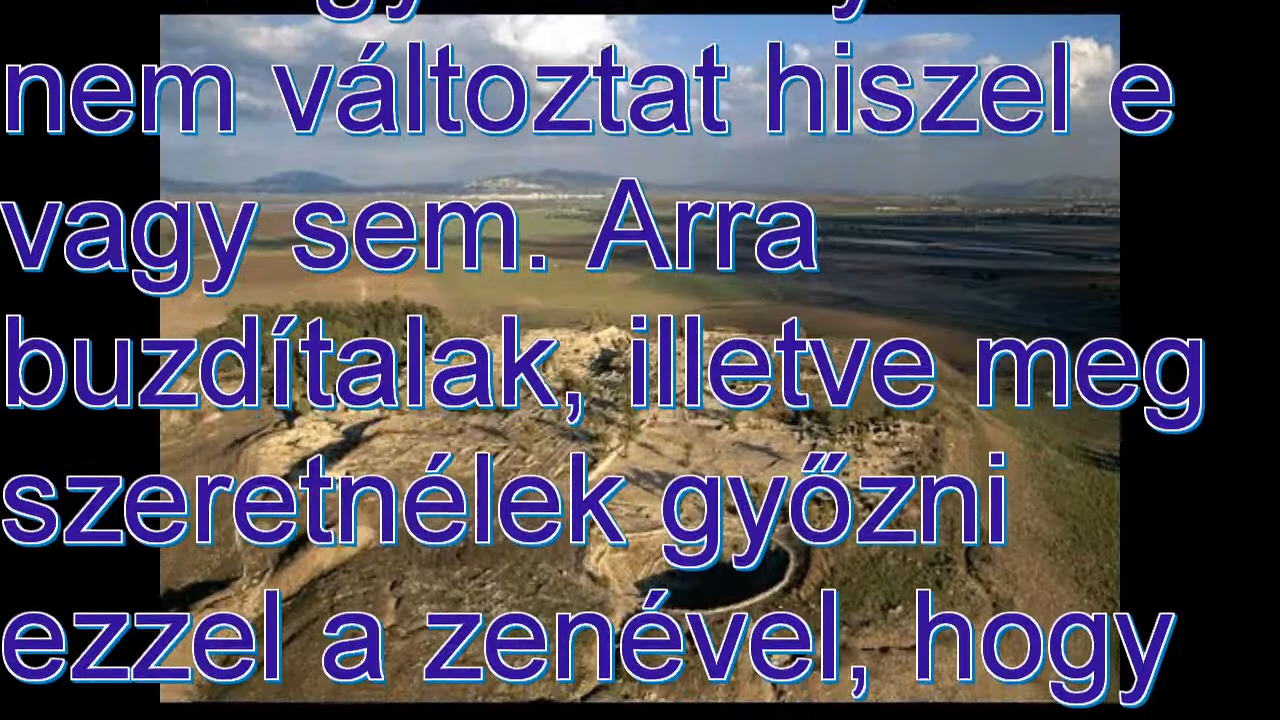 nem változtat hiszel e
vagy sem. Arra
buzdítalak, illetve meg
szeretnélek győzni
ezzel a zenével, hogy